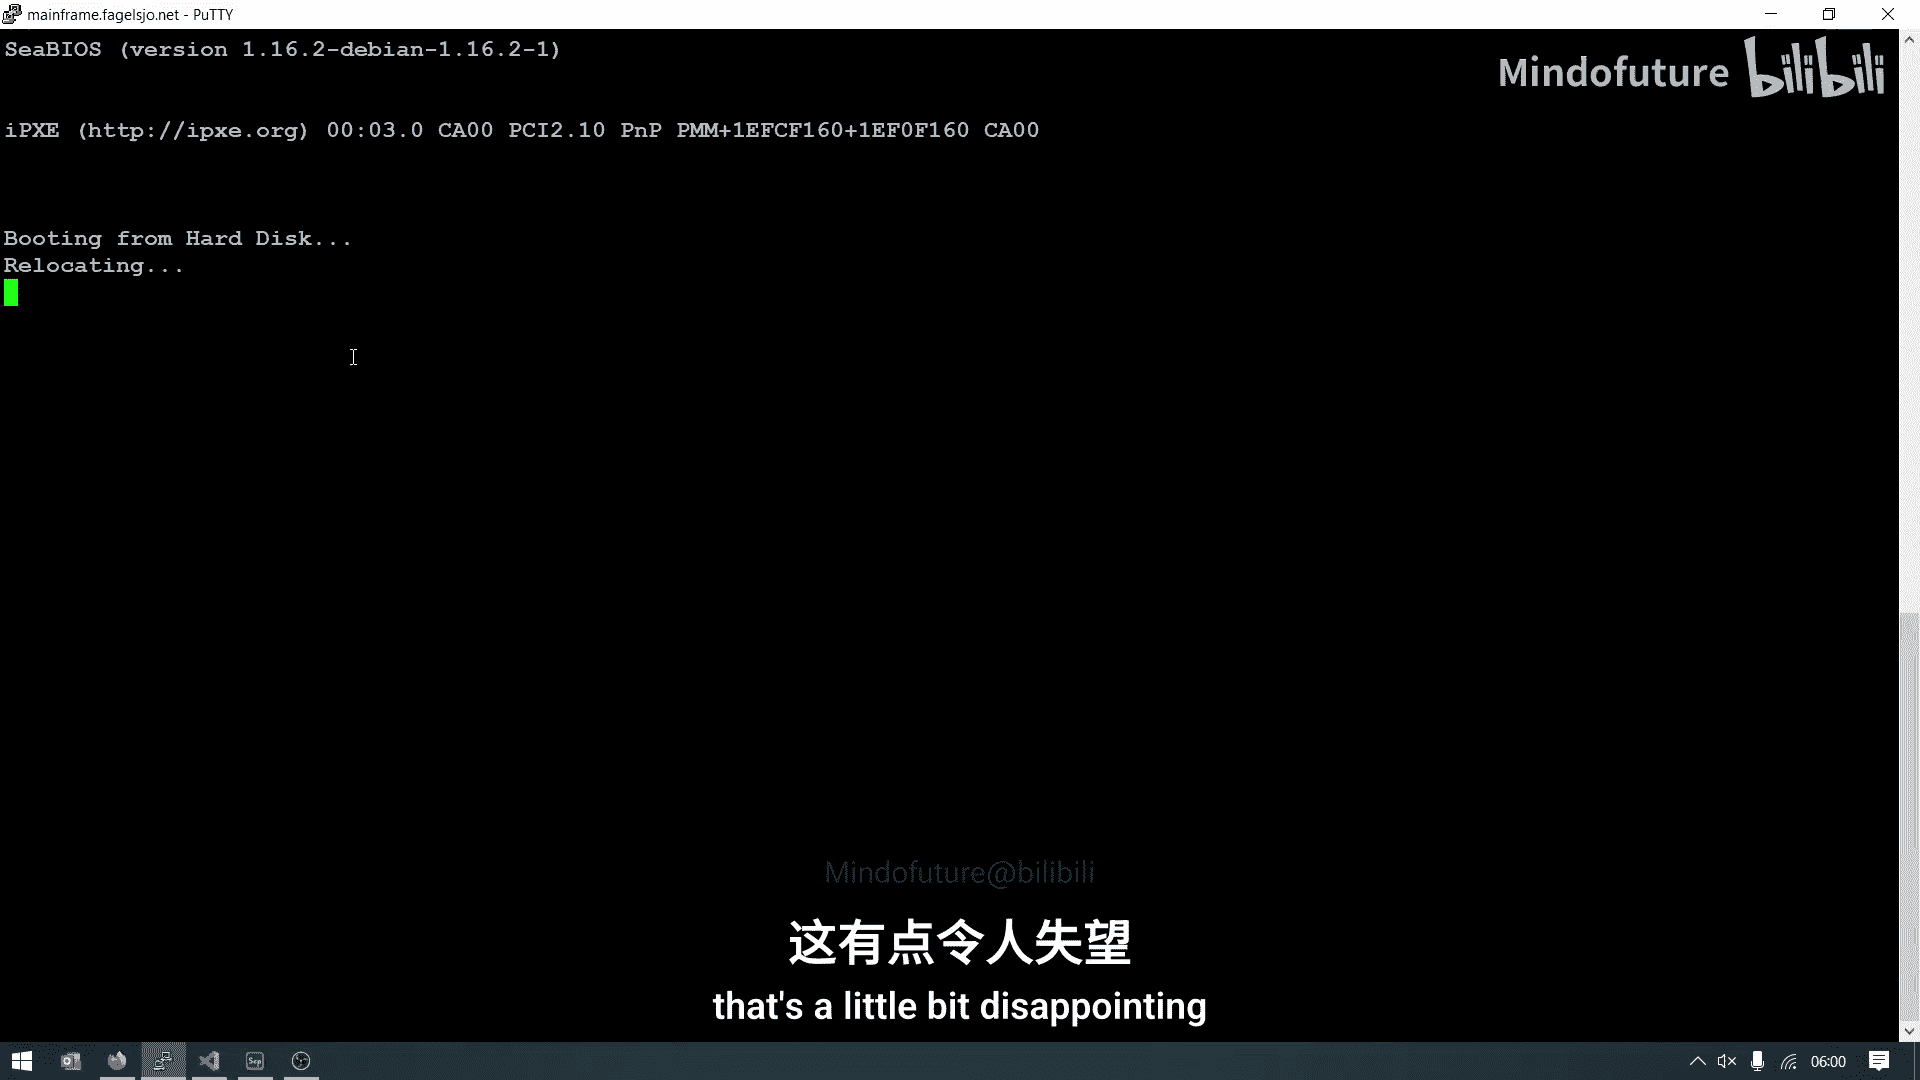 mainframe.fagelsjo.net - PuTTY
SeaBIOS (version 1.16.2-debian-1.16.2-1)
Mindofuture bilibili
iPXE (http://ipxe.org) 00:03.0 CA00 PCI2.10 PnP PMM+1EFCF160+1EF0F160 CA00
Booting from Hard Disk...
Relocating...
Mindofuture@bilibili
这有点令人失望
that's a little bit disappointing
Scp
06:00